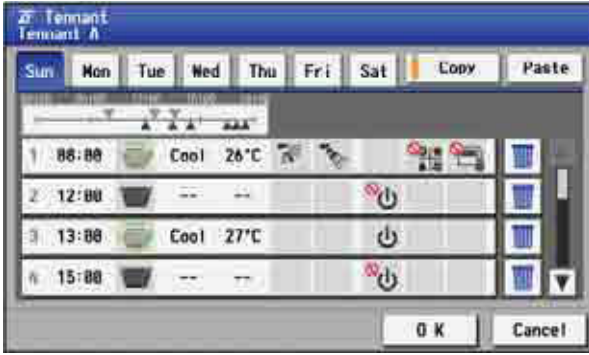 2F Tennant
Tennant A
Sun Mon Tue Wed Thu Fri Sat Copy Paste
1 08:00 Cool 26°C
2 12:00 -- --
3 13:00 Cool 27°C
4 15:00 -- --
OK Cancel